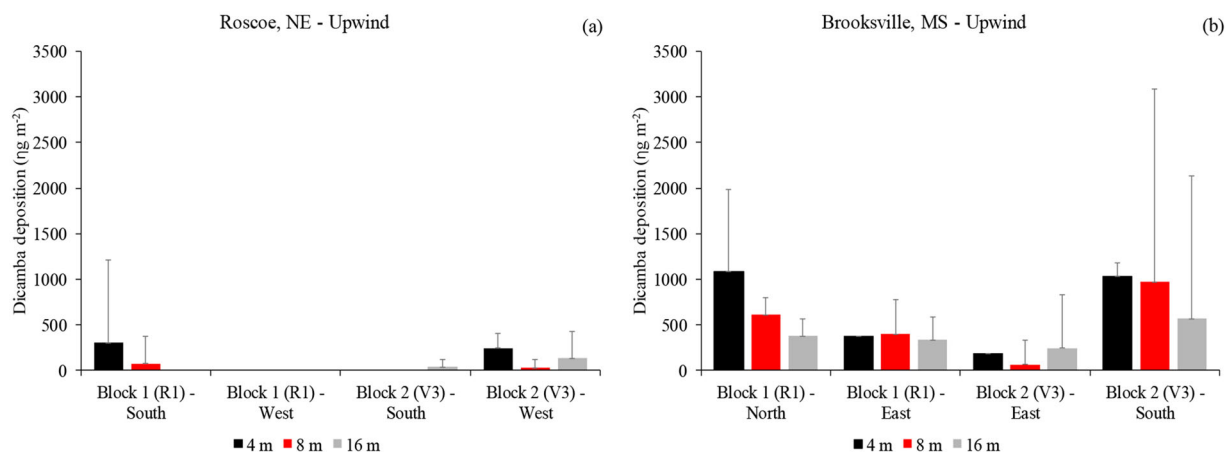 Roscoe, NE - Upwind
(a)
3500
3000
2500
2000
1500
1000
500
0
Dicamba deposition (ηg m⁻²)
Block 1 (R1) -
South
Block 1 (R1) -
West
Block 2 (V3) -
South
Block 2 (V3) -
West
4 m 8 m 16 m
Brooksville, MS - Upwind
(b)
3500
3000
2500
2000
1500
1000
500
0
Dicamba deposition (ηg m⁻²)
Block 1 (R1) -
North
Block 1 (R1) -
East
Block 2 (V3) -
East
Block 2 (V3) -
South
4 m 8 m 16 m